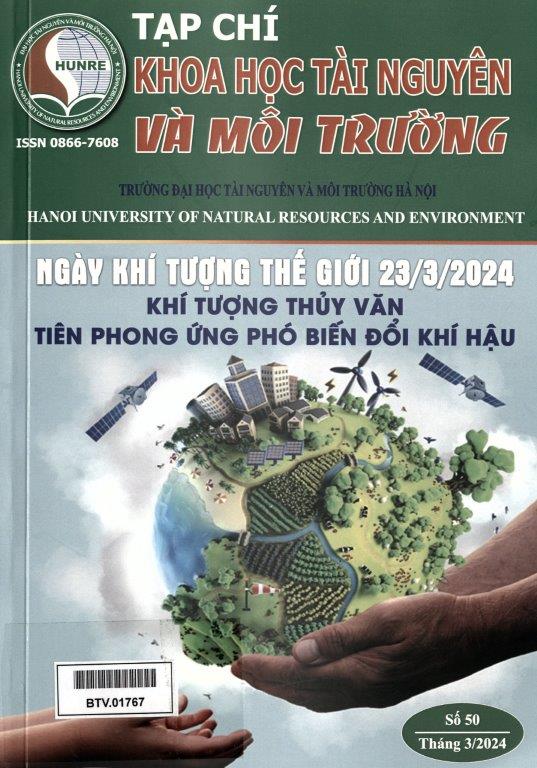 TRƯỜNG ĐẠI HỌC TÀI NGUYÊN VÀ MÔI TRƯỜNG HÀ NỘI
HANOI UNIVERSITY OF NATURAL RESOURCES AND ENVIRONMENT
HUNRE
ISSN 0866-7608
TẠP CHÍ
KHOA HỌC TÀI NGUYÊN
VÀ MÔI TRƯỜNG
TRƯỜNG ĐẠI HỌC TÀI NGUYÊN VÀ MÔI TRƯỜNG HÀ NỘI
HANOI UNIVERSITY OF NATURAL RESOURCES AND ENVIRONMENT
NGÀY KHÍ TƯỢNG THẾ GIỚI 23/3/2024
KHÍ TƯỢNG THỦY VĂN
TIÊN PHONG ỨNG PHÓ BIẾN ĐỔI KHÍ HẬU
BTV.01767
Số 50
Tháng 3/2024